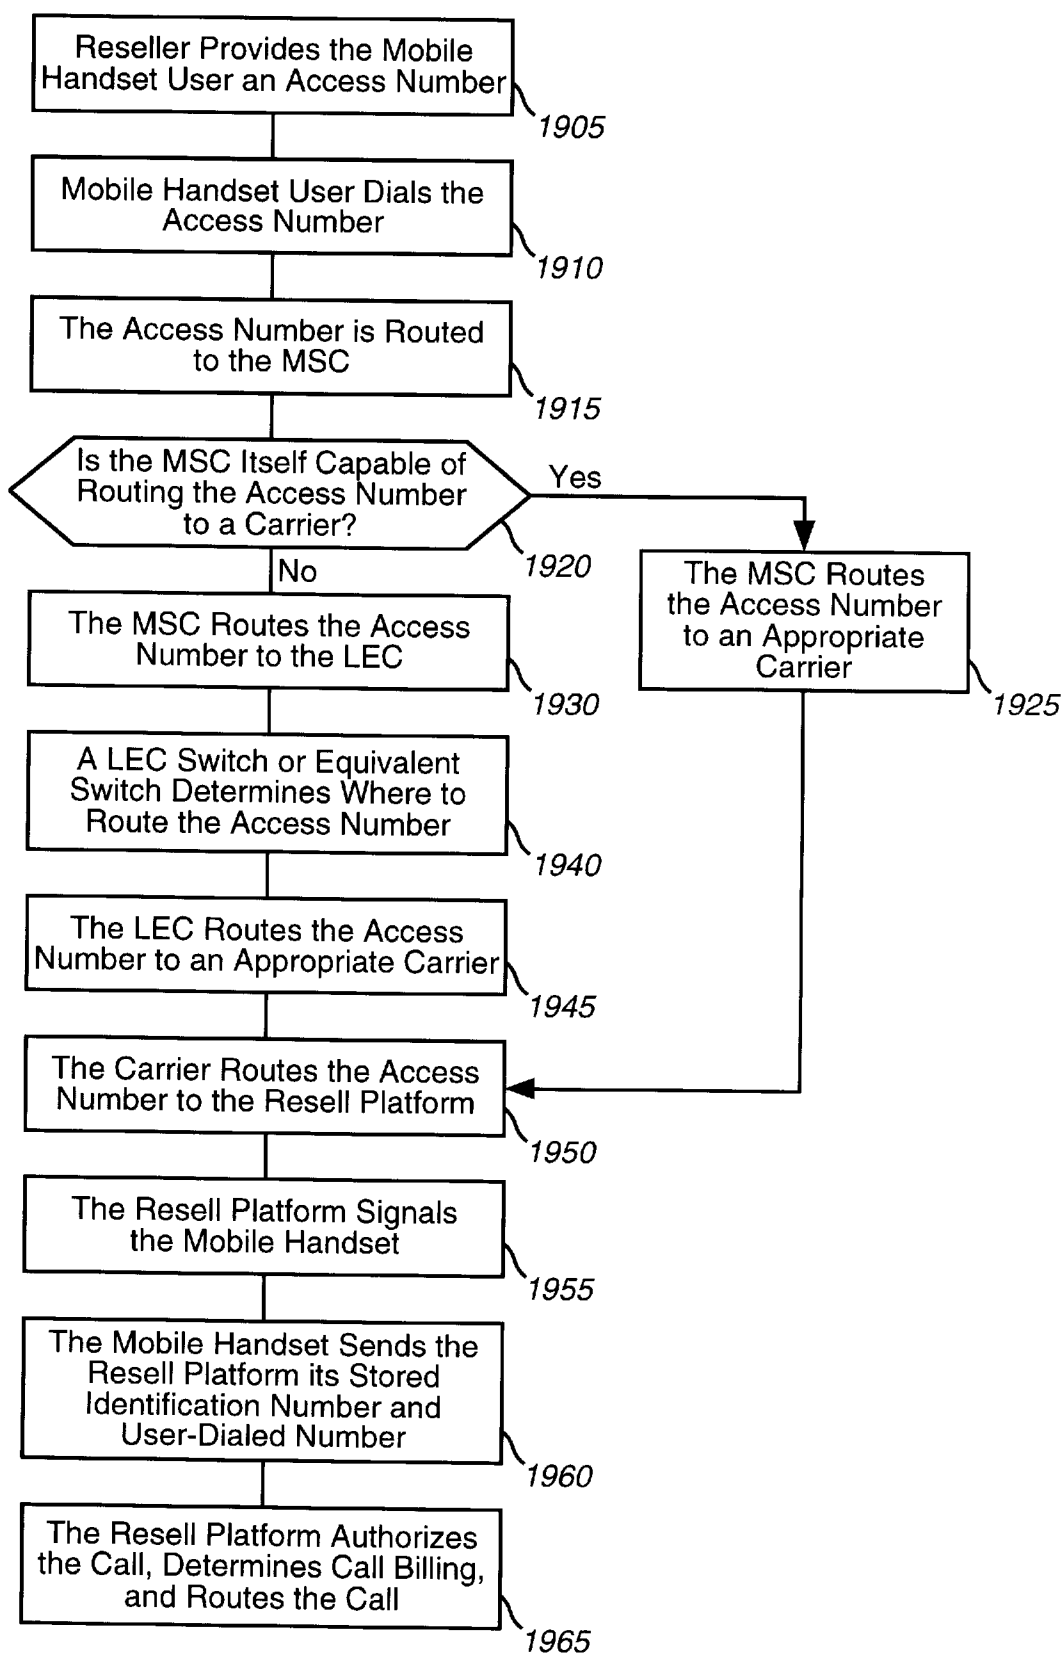 Reseller Provides the Mobile
Handset User an Access Number
1905
Mobile Handset User Dials the
Access Number
1910
The Access Number is Routed
to the MSC
1915
Is the MSC Itself Capable of
Routing the Access Number
to a Carrier?
1920
Yes
No
The MSC Routes
the Access Number
to an Appropriate
Carrier
1925
The MSC Routes the Access
Number to the LEC
1930
A LEC Switch or Equivalent
Switch Determines Where to
Route the Access Number
1940
The LEC Routes the Access
Number to an Appropriate Carrier
1945
The Carrier Routes the Access
Number to the Resell Platform
1950
The Resell Platform Signals
the Mobile Handset
1955
The Mobile Handset Sends the
Resell Platform its Stored
Identification Number and
User-Dialed Number
1960
The Resell Platform Authorizes
the Call, Determines Call Billing,
and Routes the Call
1965